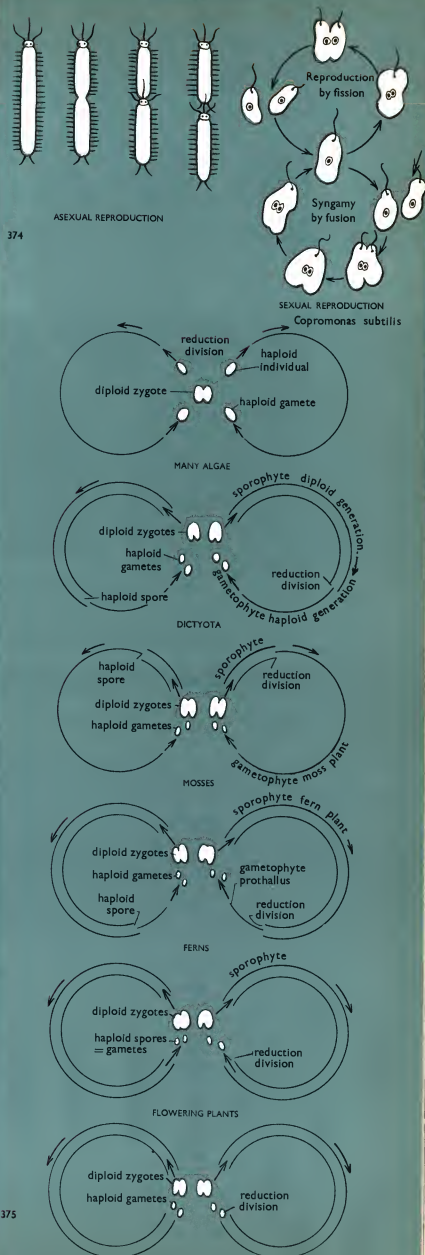 Reproduction
by fission
Syngamy
by fusion
ASEXUAL REPRODUCTION
374
SEXUAL REPRODUCTION
Copromonas subtilis
reduction
division
haploid
individual
diploid zygote
haploid gamete
MANY ALGAE
sporophyte diploid generation.
diploid zygotes
haploid
gametes
reduction
division
haploid spore
gametophyte haploid generation
DICTYOTA
haploid
spore
sporophyte
reduction
division
diploid zygotes
haploid gametes
gametophyte moss plant
MOSSES
sporophyte fern plant
diploid zygotes
haploid gametes
gametophyte
prothallus
haploid
spore
reduction
division
FERNS
sporophyte
diploid zygotes
haploid spores
= gametes
reduction
division
FLOWERING PLANTS
diploid zygotes
haploid gametes
reduction
division
375